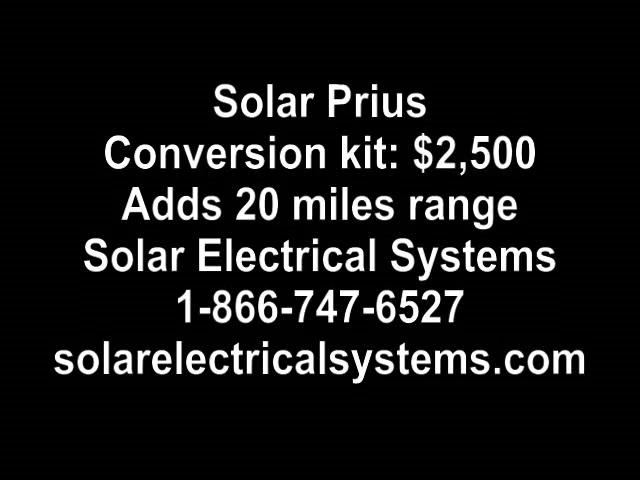 Solar Prius
Conversion kit: $2,500
Adds 20 miles range
Solar Electrical Systems
1-866-747-6527
solarelectricalsystems.com